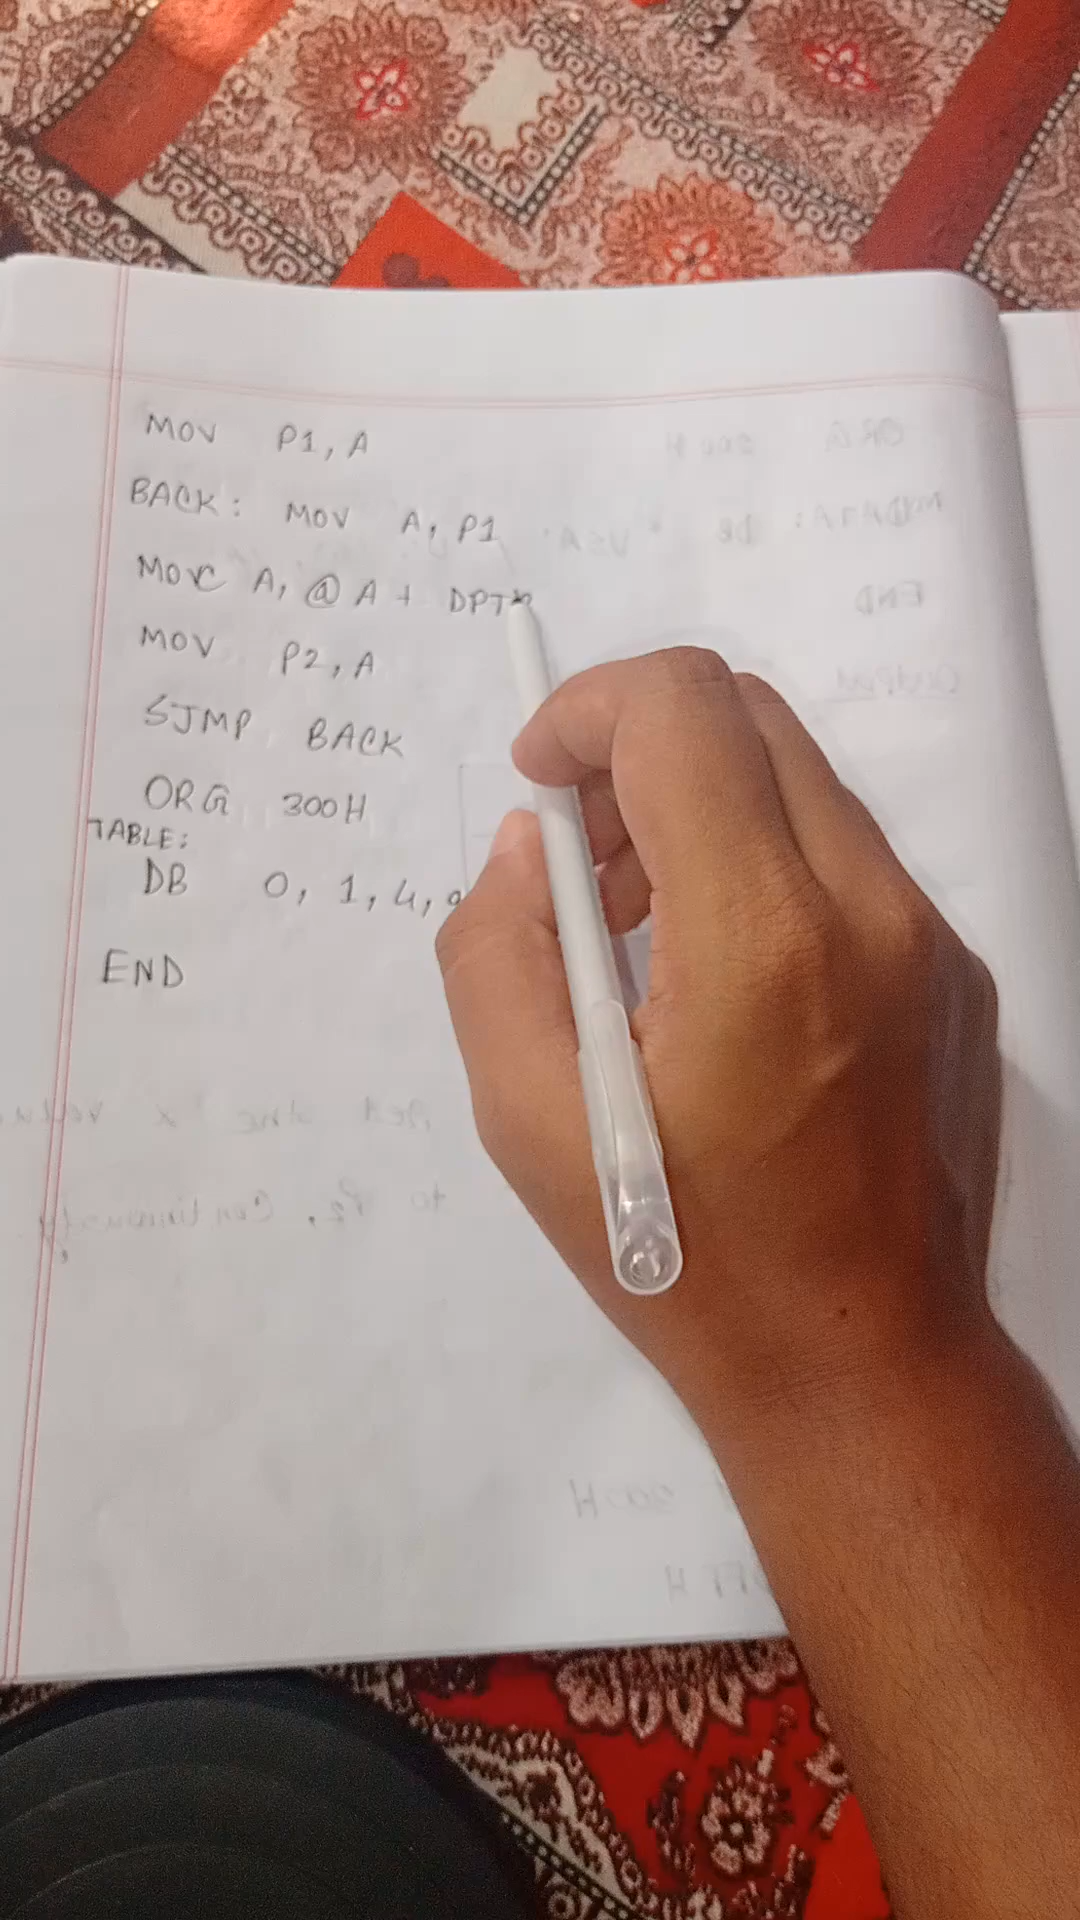 MOV P1, A
BACK: MOV A, P1
MOVC A, @ A + DPTR
MOV P2, A
SJMP BACK
ORG 300H
TABLE:
DB 0, 1, 4, 9
END